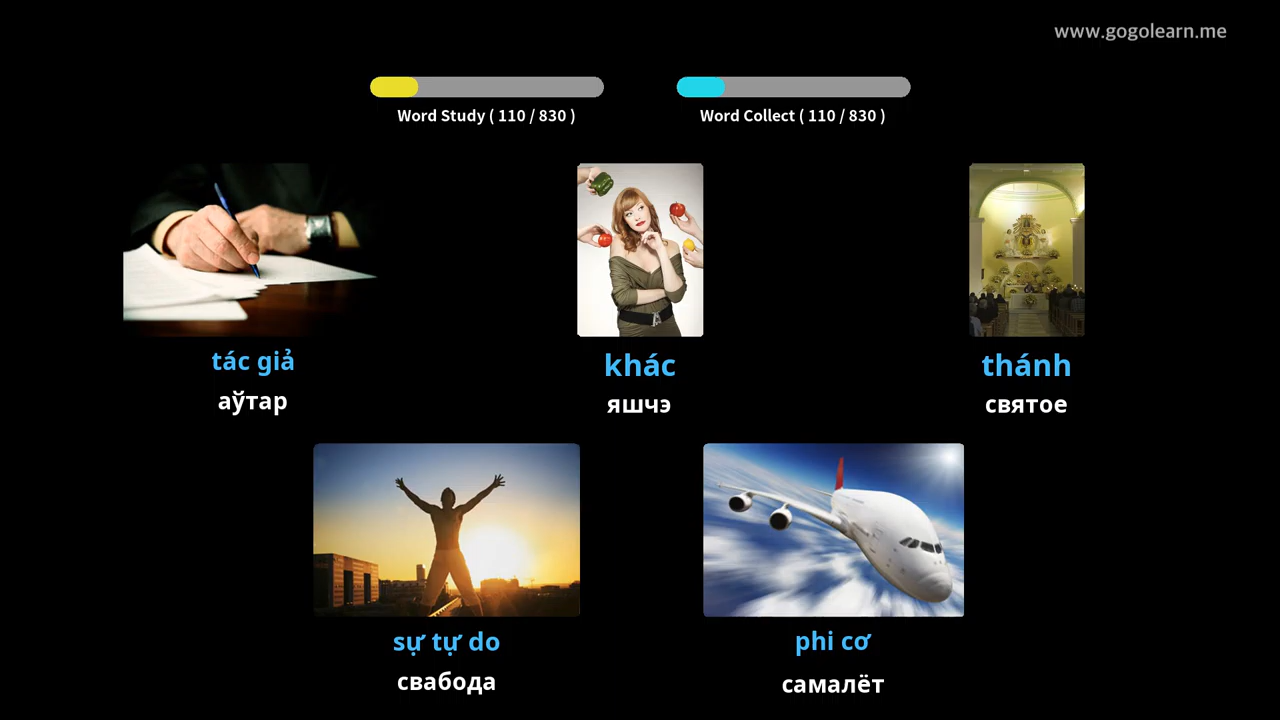 www.gogolearn.me
Word Study ( 110 / 830 )
Word Collect ( 110 / 830 )
tác giả
аўтар
khác
яшчэ
thánh
святое
sự tự do
свабода
phi cơ
самалёт